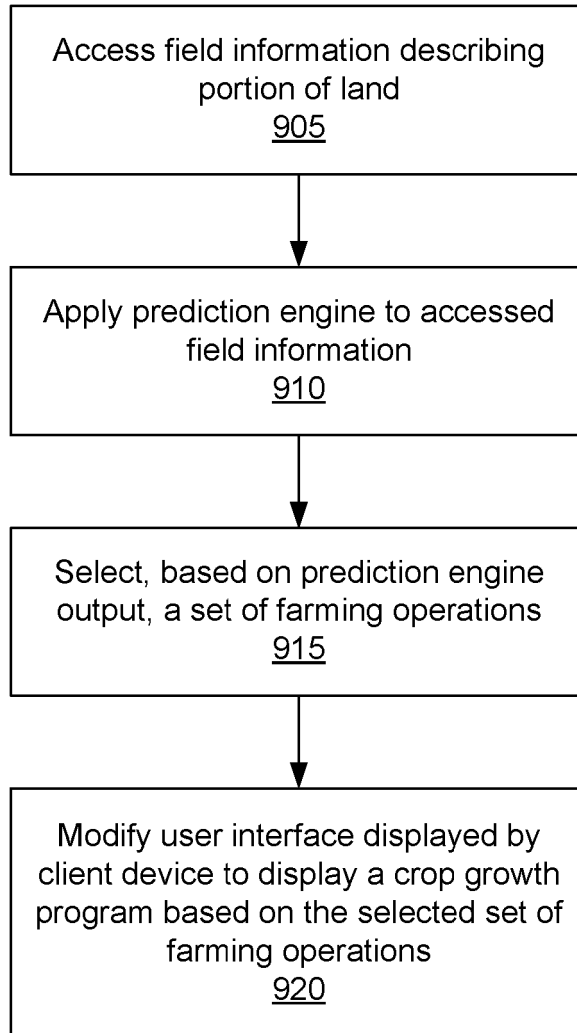 Access field information describing
portion of land
905
Apply prediction engine to accessed
field information
910
Select, based on prediction engine
output, a set of farming operations
915
Modify user interface displayed by
client device to display a crop growth
program based on the selected set of
farming operations
920